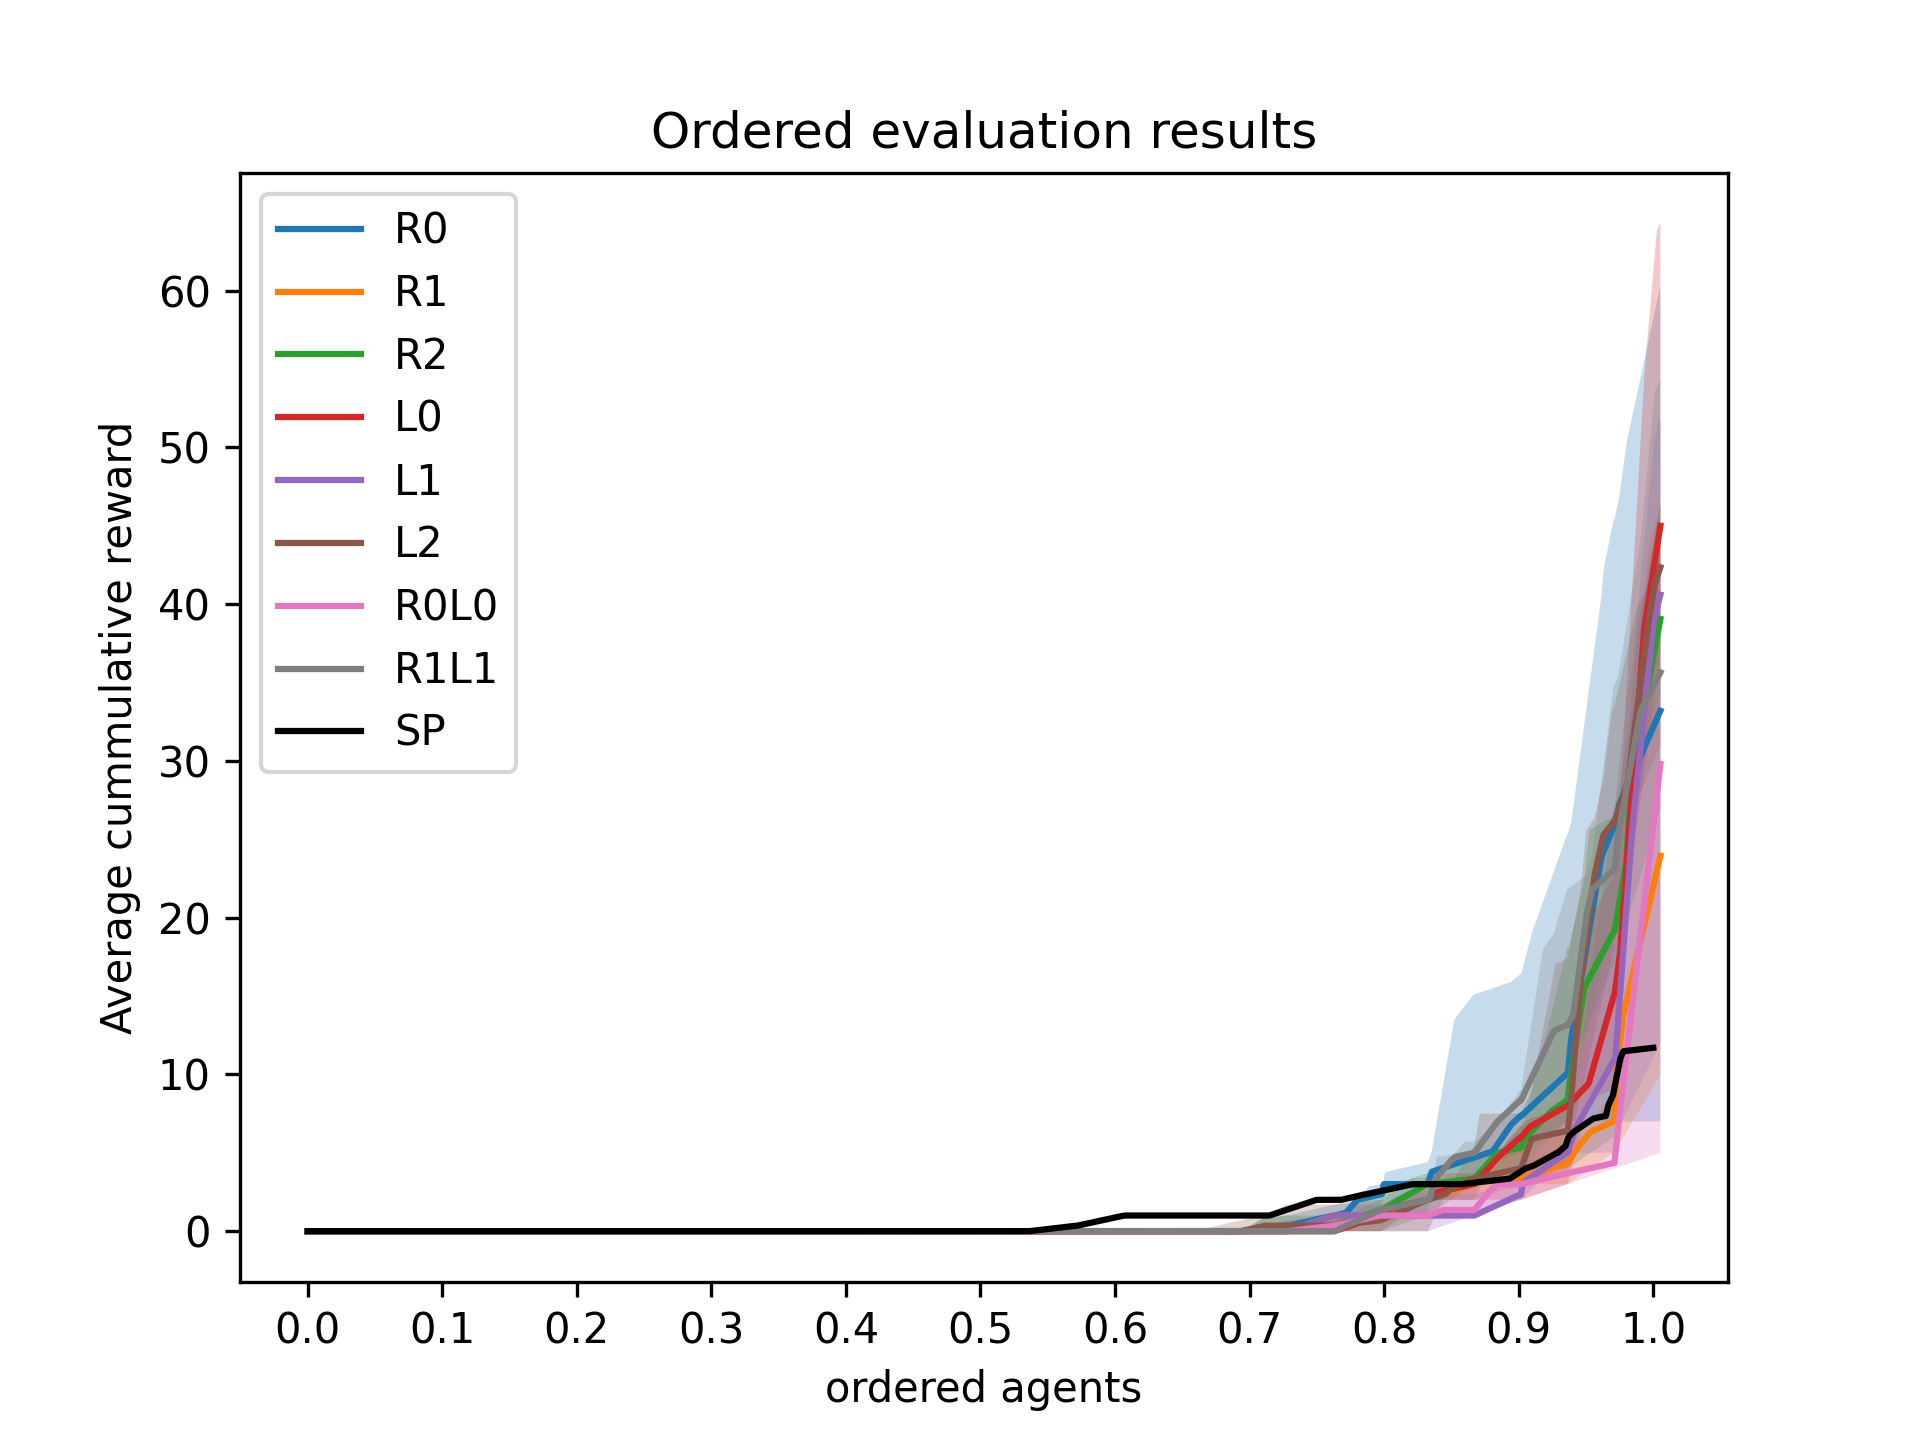 Ordered evaluation results
R0
R1
R2
L0
L1
L2
R0L0
R1L1
SP
Average cummulative reward
60
50
40
30
20
10
0
0.0 0.1 0.2 0.3 0.4 0.5 0.6 0.7 0.8 0.9 1.0
ordered agents